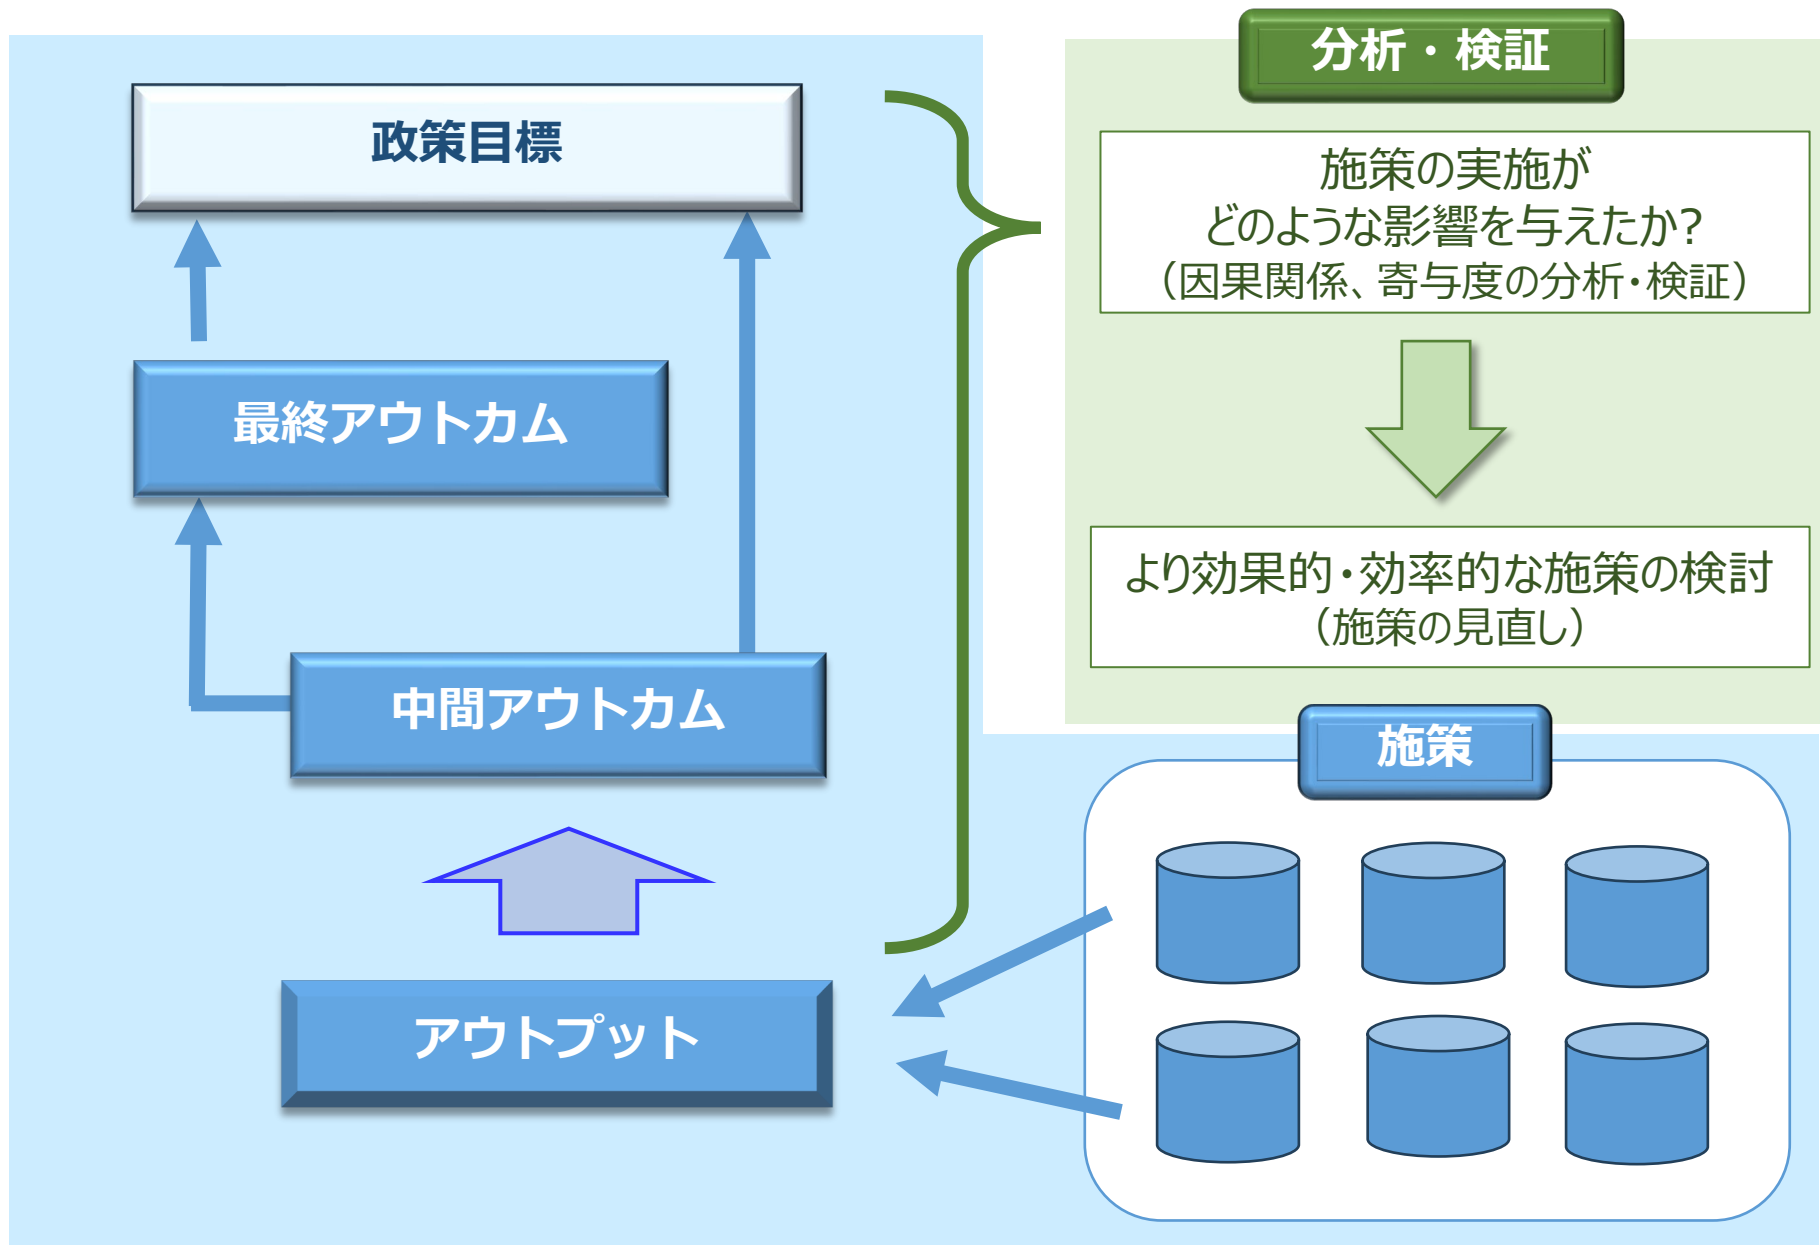 政策目標
最終アウトカム
中間アウトカム
アウトプット
分析・検証
施策の実施が
どのような影響を与えたか?
（因果関係、寄与度の分析・検証）
より効果的・効率的な施策の検討
（施策の見直し）
施策